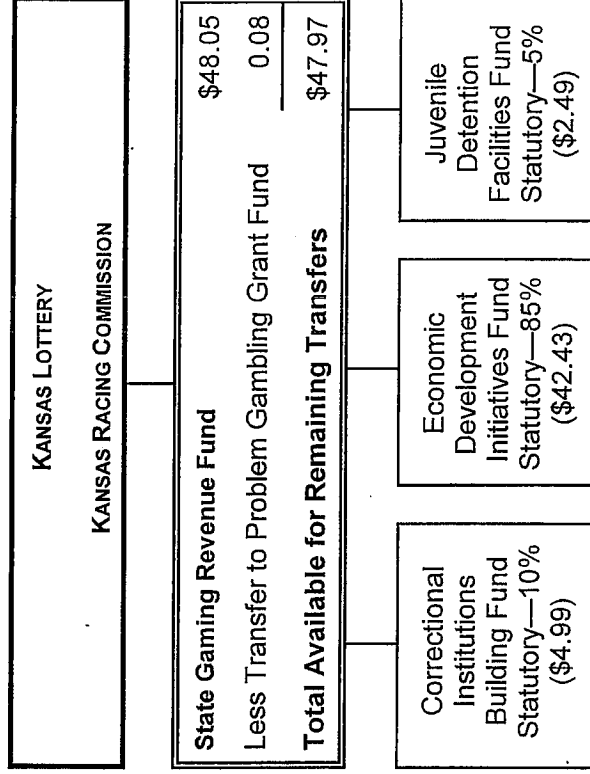 KANSAS LOTTERY
KANSAS RACING COMMISSION
State Gaming Revenue Fund $48.05
Less Transfer to Problem Gambling Grant Fund 0.08
Total Available for Remaining Transfers $47.97
Correctional
Institutions
Building Fund
Statutory—10%
($4.99)
Economic
Development
Initiatives Fund
Statutory—85%
($42.43)
Juvenile
Detention
Facilities Fund
Statutory—5%
($2.49)